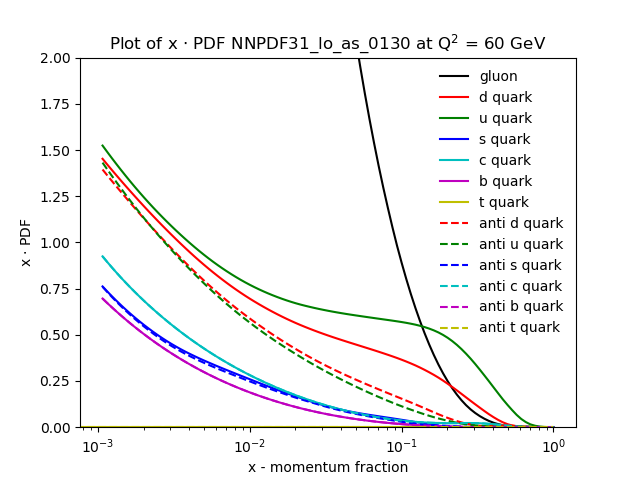 Plot of x · PDF NNPDF31_lo_as_0130 at Q² = 60 GeV
2.00
1.75
1.50
1.25
1.00
0.75
0.50
0.25
0.00
x · PDF
gluon
d quark
u quark
s quark
c quark
b quark
t quark
anti d quark
anti u quark
anti s quark
anti c quark
anti b quark
anti t quark
10⁻³ 10⁻² 10⁻¹ 10⁰
x - momentum fraction